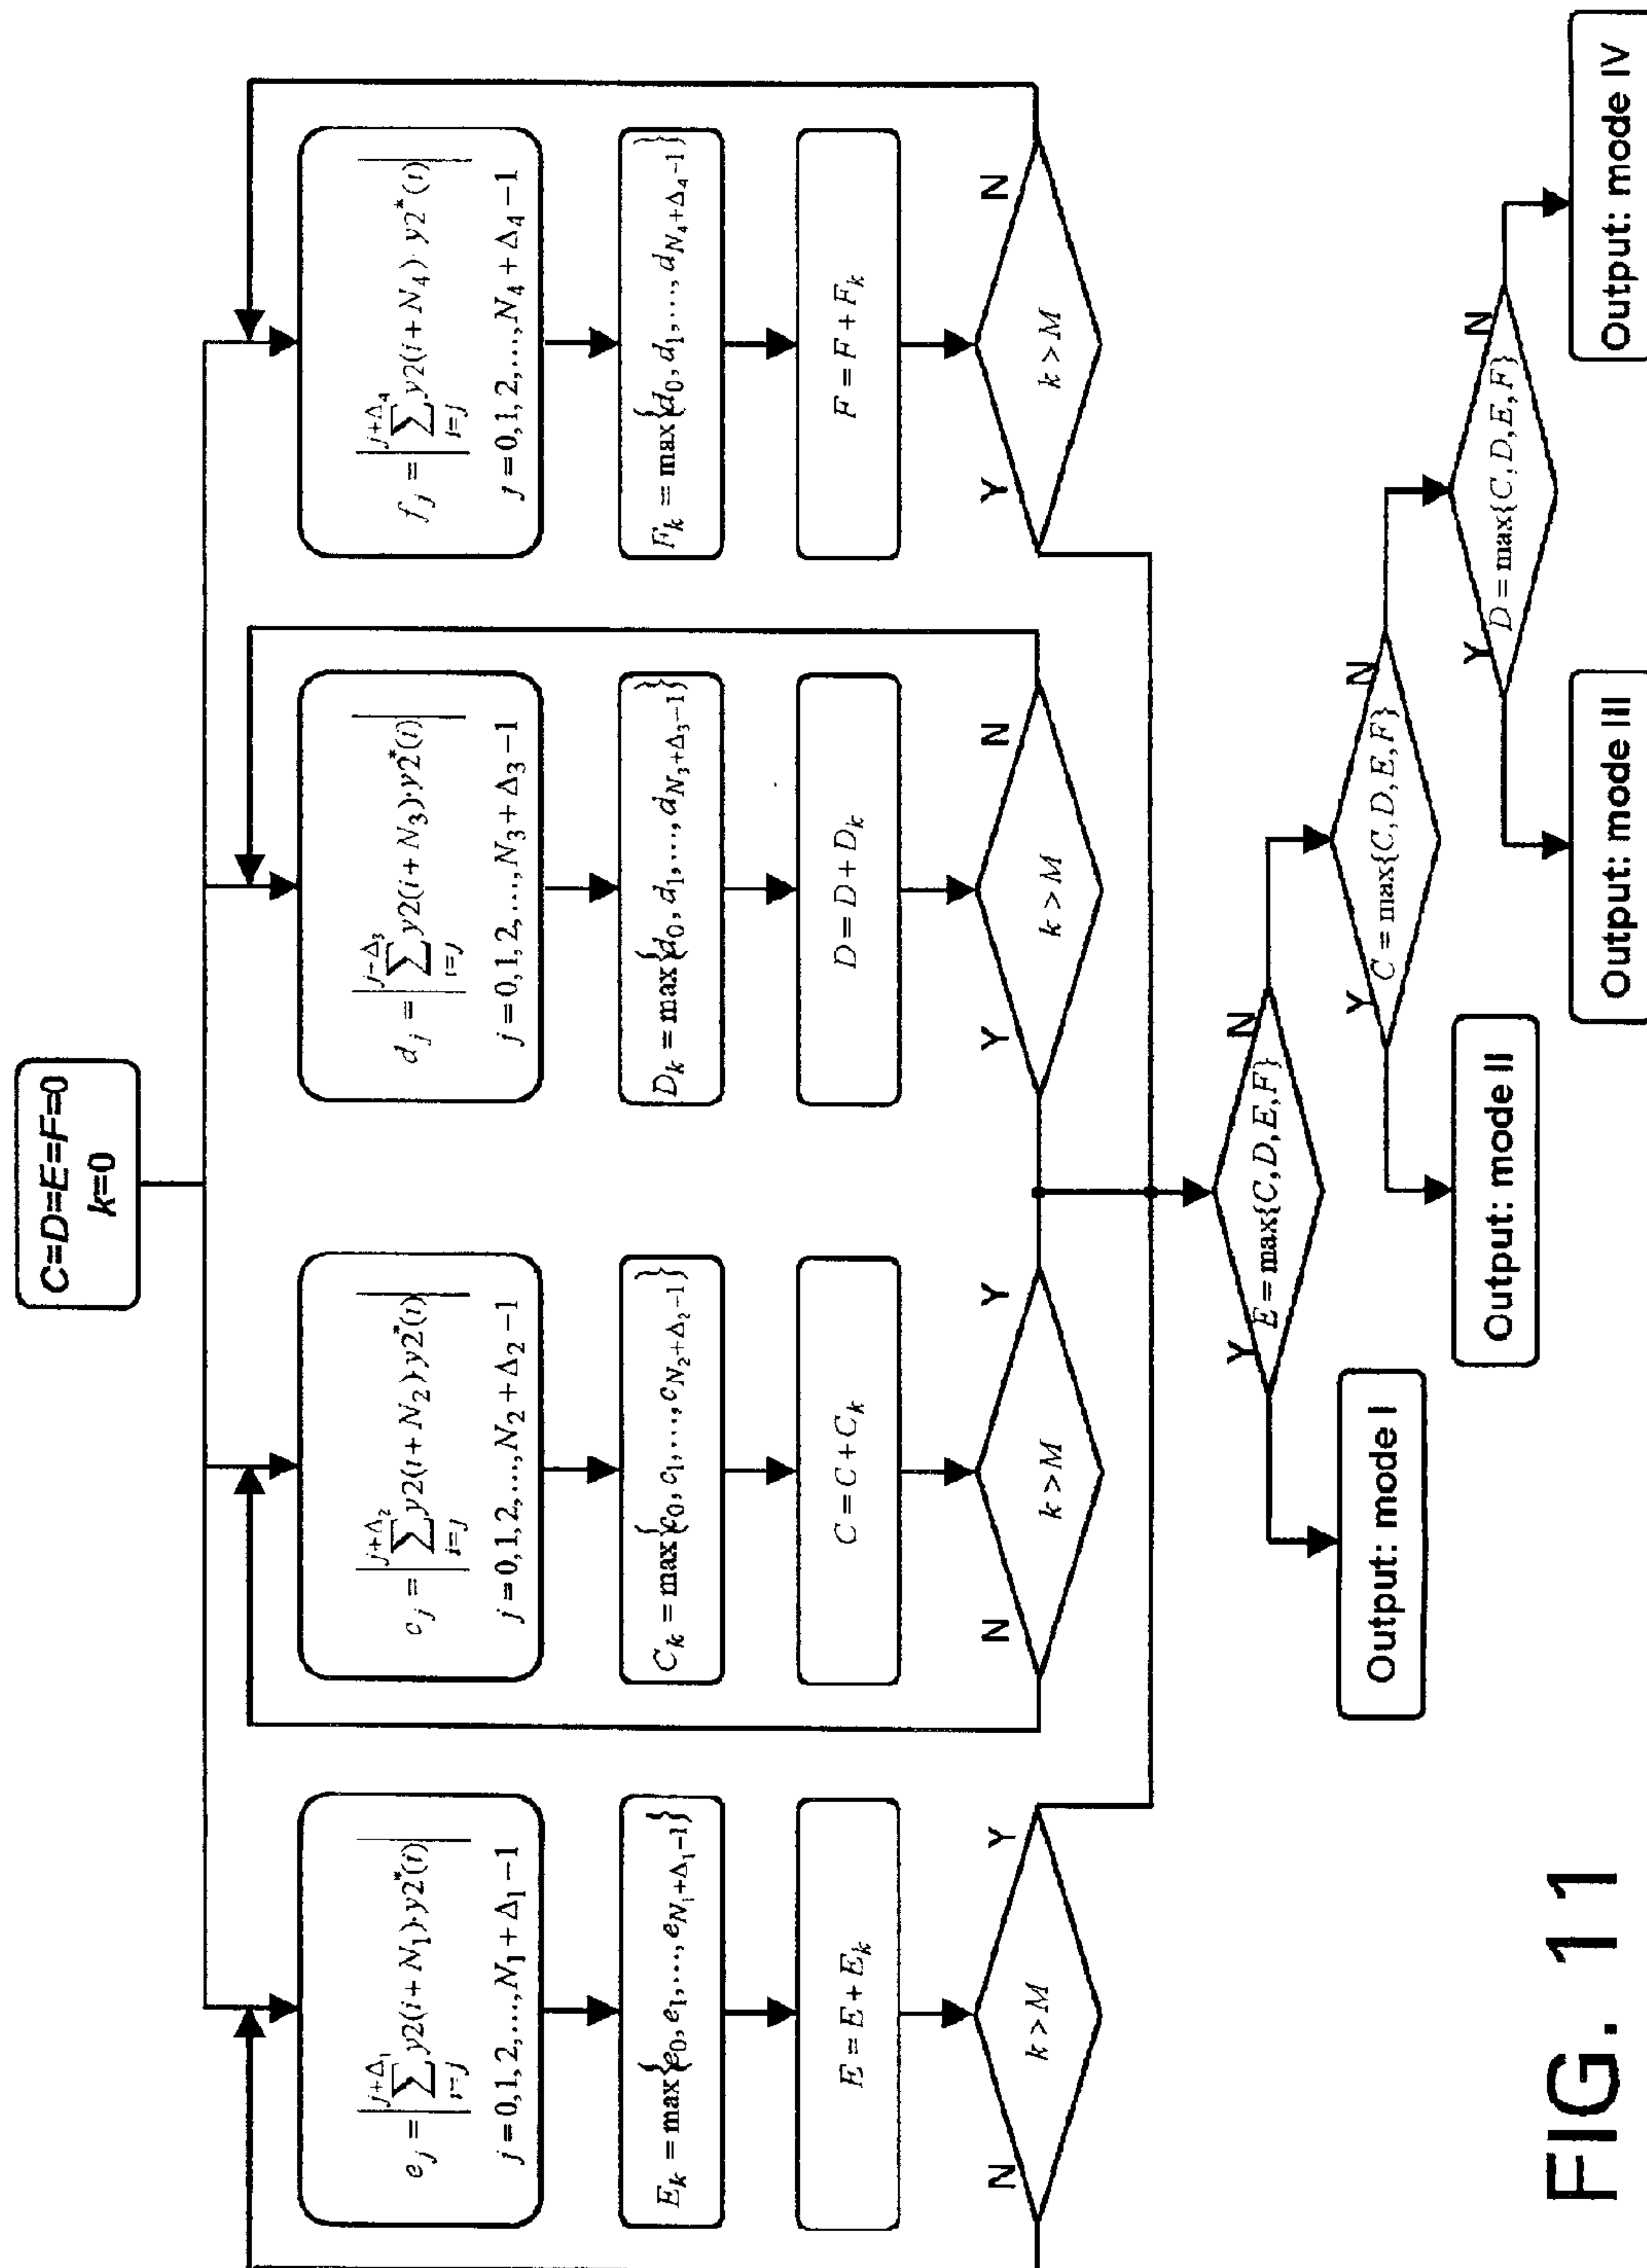 C=D=E=F=0
k=0
e_j = |∑_{i=j}^{j+Δ_1} y2(i+N_1)·y2*(i)|
j=0,1,2,...,N_1+Δ_1−1
E_k = max{e_0, e_1,..., e_{N_1+Δ_1−1}}
E = E + E_k
k > M
N
Y
c_j = |∑_{i=j}^{j+Δ_2} y2(i+N_2)·y2*(i)|
j=0,1,2,...,N_2+Δ_2−1
C_k = max{c_0, c_1,..., c_{N_2+Δ_2−1}}
C = C + C_k
k > M
N
Y
d_j = |∑_{i=j}^{j−Δ_3} y2(i+N_3)·y2*(i)|
j=0,1,2,...,N_3+Δ_3−1
D_k = max{d_0, d_1,..., d_{N_3+Δ_3−1}}
D = D + D_k
k > M
Y
N
f_j = |∑_{i=j}^{j+Δ_4} y2(i+N_4)·y2*(i)|
j=0,1,2,...,N_4+Δ_4−1
F_k = max{d_0, d_1,..., d_{N_4+Δ_4−1}}
F = F + F_k
k > M
Y
N
E = max{C,D,E,F}
Y
N
Output: mode I
C = max{C,D,E,F}
Y
N
Output: mode II
D = max{C,D,E,F}
Y
N
Output: mode III
Output: mode IV
FIG. 11